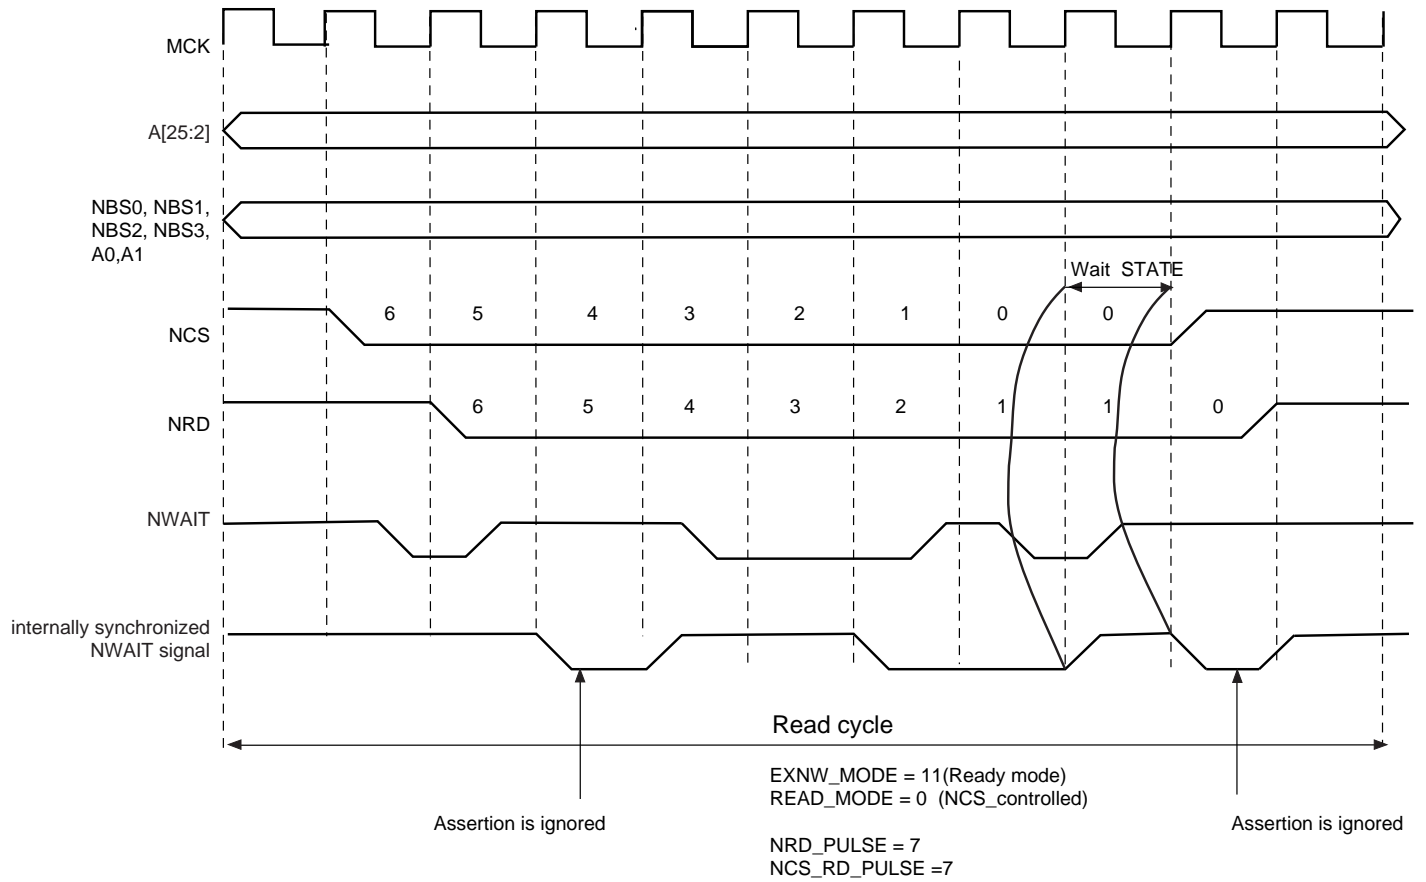 MCK
A[25:2]
NBS0, NBS1,
NBS2, NBS3,
A0,A1
Wait STATE
NCS
6 5 4 3 2 1 0 0
NRD
6 5 4 3 2 1 1 0
NWAIT
internally synchronized
NWAIT signal
Read cycle
EXNW_MODE = 11(Ready mode)
READ_MODE = 0 (NCS_controlled)
Assertion is ignored
Assertion is ignored
NRD_PULSE = 7
NCS_RD_PULSE =7